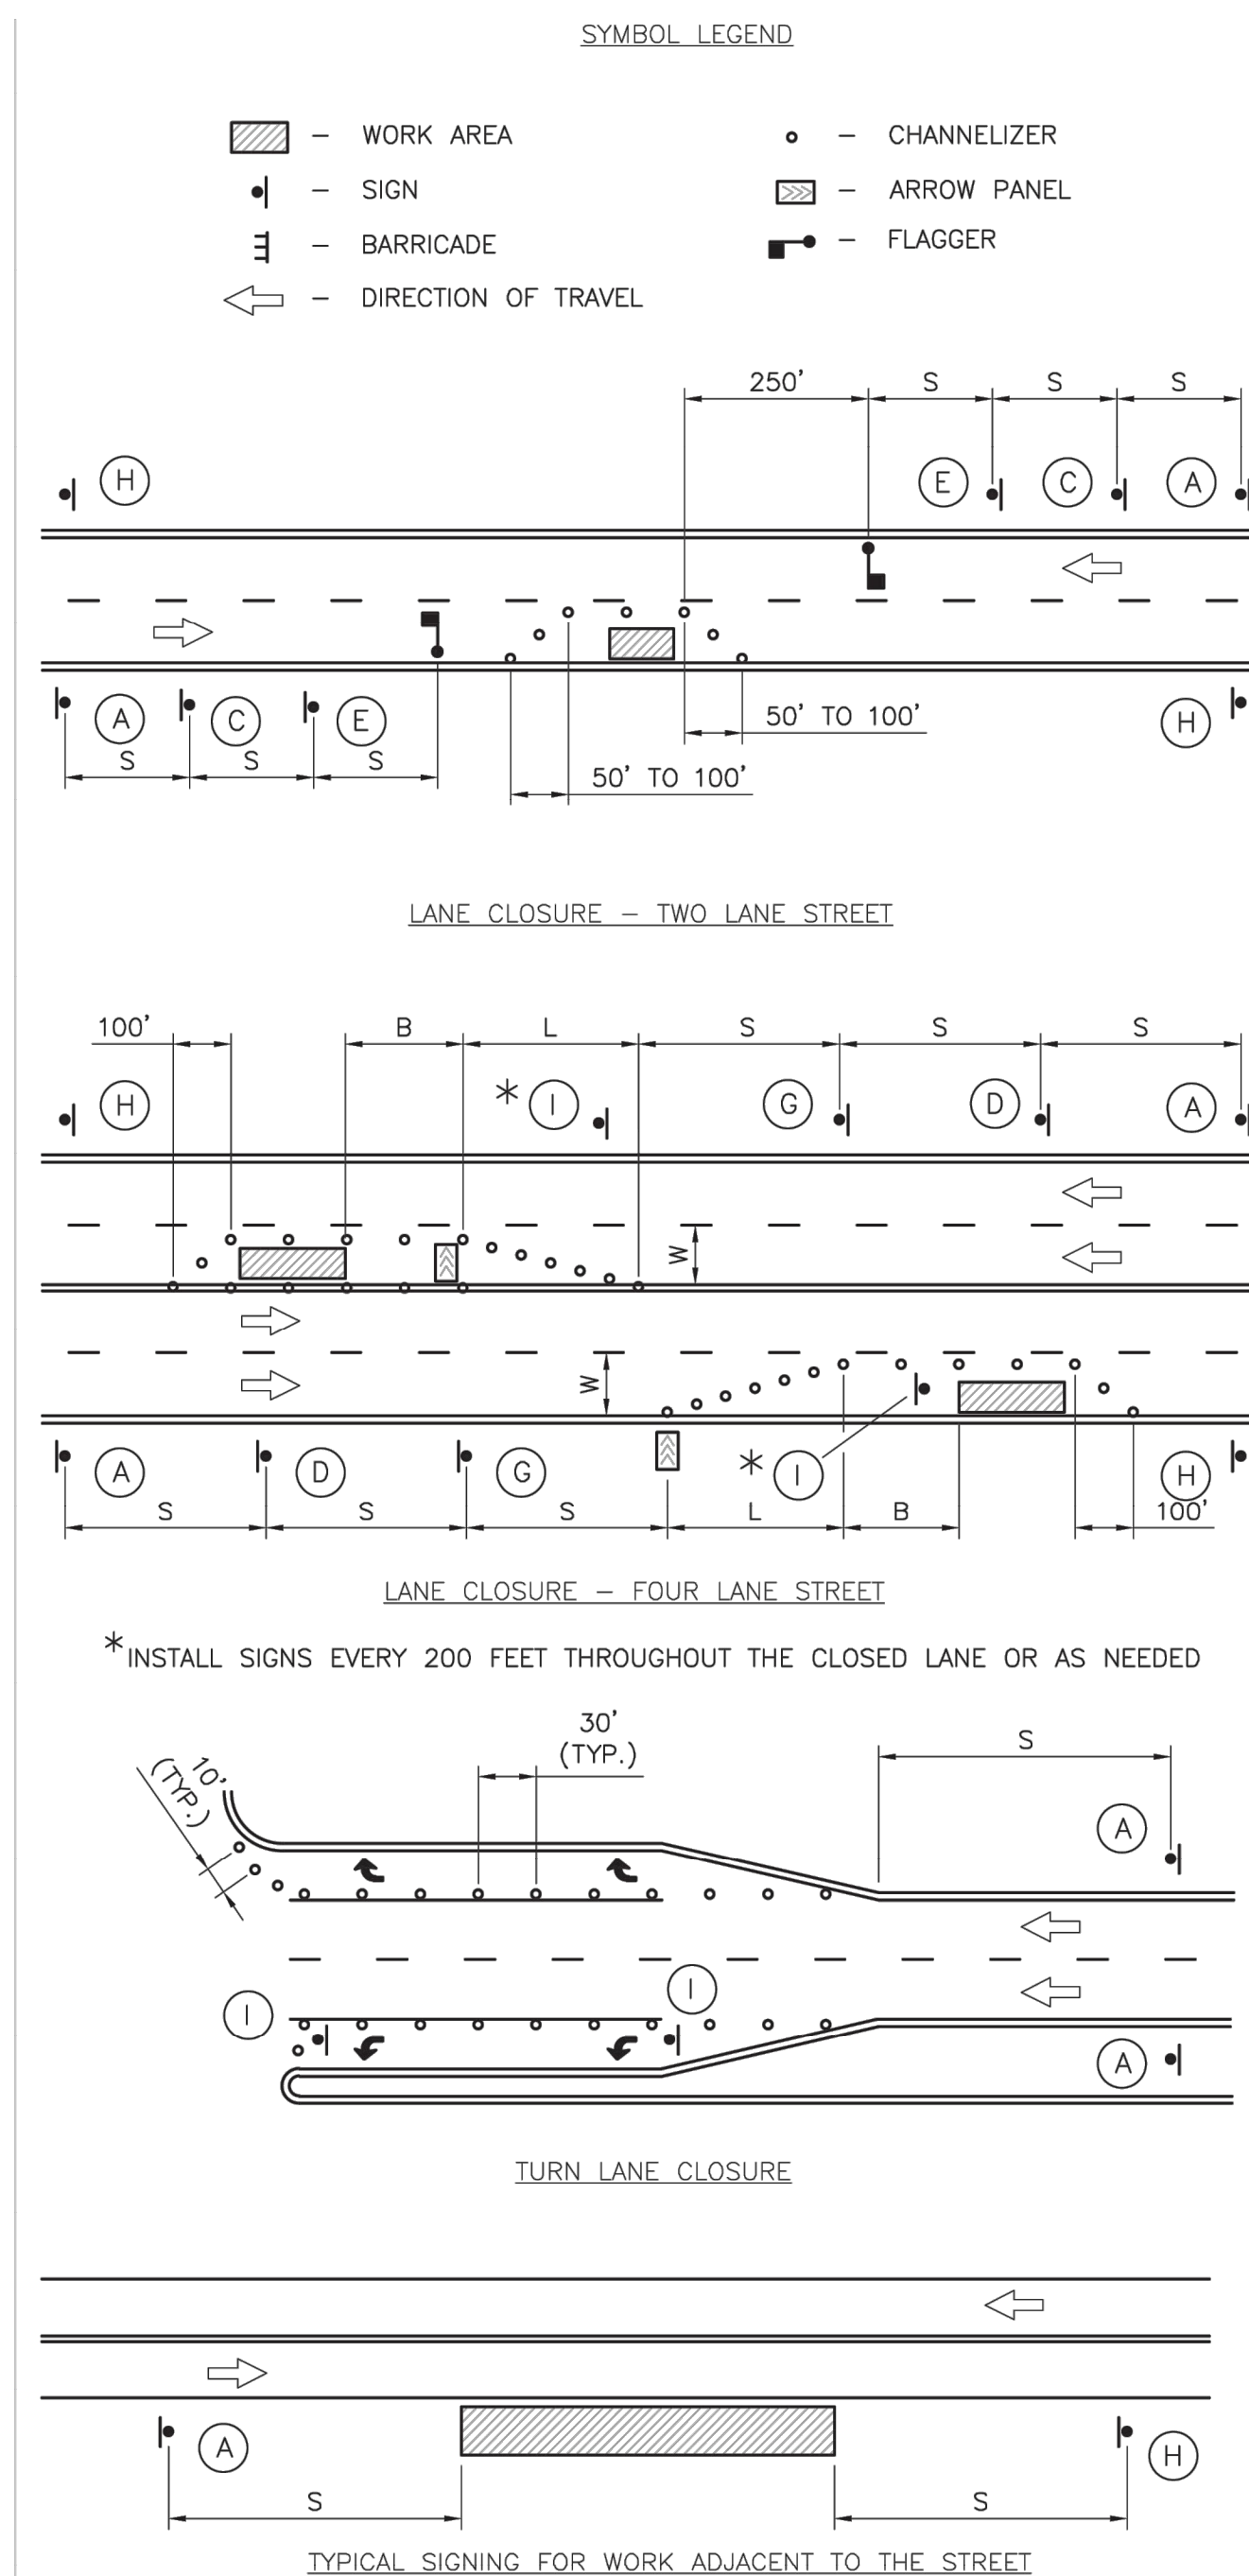 SYMBOL LEGEND
– WORK AREA
– CHANNELIZER
– SIGN
– ARROW PANEL
– BARRICADE
– FLAGGER
– DIRECTION OF TRAVEL
250' S S S
H E C A
A C E H
50' TO 100'
S S S
50' TO 100'
LANE CLOSURE – TWO LANE STREET
100' B L S S S
H * I G D A
W
W
A D G * I H
S S S L B 100'
LANE CLOSURE – FOUR LANE STREET
*INSTALL SIGNS EVERY 200 FEET THROUGHOUT THE CLOSED LANE OR AS NEEDED
30'
(TYP.)
S
10'
(TYP.)
A
I
I
A
TURN LANE CLOSURE
A H
S S
TYPICAL SIGNING FOR WORK ADJACENT TO THE STREET